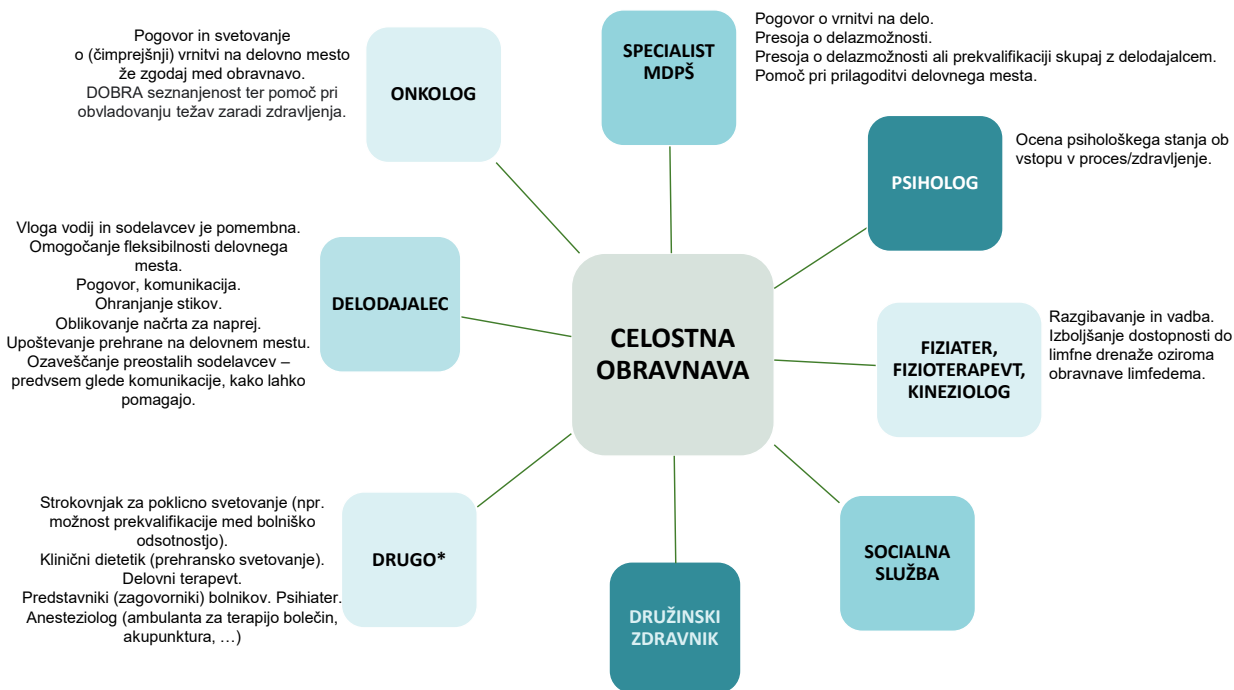 Pogovor in svetovanje
o (čimprejšnji) vrnitvi na delovno mesto
že zgodaj med obravnavo.
DOBRA seznanjenost ter pomoč pri
obvladovanju težav zaradi zdravljenja.
ONKOLOG
SPECIALIST
MDPŠ
Pogovor o vrnitvi na delo.
Presoja o delazmožnosti.
Presoja o delazmožnosti ali prekvalifikaciji skupaj z delodajalcem.
Pomoč pri prilagoditvi delovnega mesta.
PSIHOLOG
Ocena psihološkega stanja ob
vstopu v proces/zdravljenje.
Vloga vodij in sodelavcev je pomembna.
Omogočanje fleksibilnosti delovnega
mesta.
Pogovor, komunikacija.
Ohranjanje stikov.
Oblikovanje načrta za naprej.
Upoštevanje prehrane na delovnem mestu.
Ozaveščanje preostalih sodelavcev –
predvsem glede komunikacije, kako lahko
pomagajo.
DELODAJALEC
CELOSTNA
OBRAVNAVA
FIZIATER,
FIZIOTERAPEVT,
KINEZIOLOG
Razgibavanje in vadba.
Izboljšanje dostopnosti do
limfne drenaže oziroma
obravnave limfedema.
Strokovnjak za poklicno svetovanje (npr.
možnost prekvalifikacije med bolniško
odsotnostjo).
Klinični dietetik (prehransko svetovanje).
Delovni terapevt.
Predstavniki (zagovorniki) bolnikov. Psihiater.
Anesteziolog (ambulanta za terapijo bolečin,
akupunktura, …)
DRUGO*
DRUŽINSKI
ZDRAVNIK
SOCIALNA
SLUŽBA